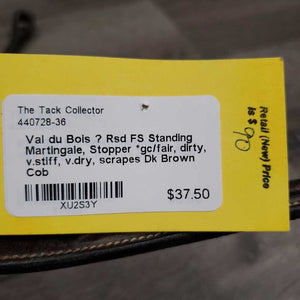 The Tack Collector
440728-36
Val du Bois ? Rsd FS Standing
Martingale, Stopper *gc/fair, dirty,
v.stiff, v.dry, scrapes Dk Brown
Cob
$37.50
XU2S3Y
Retail (New) Price
is $ 90